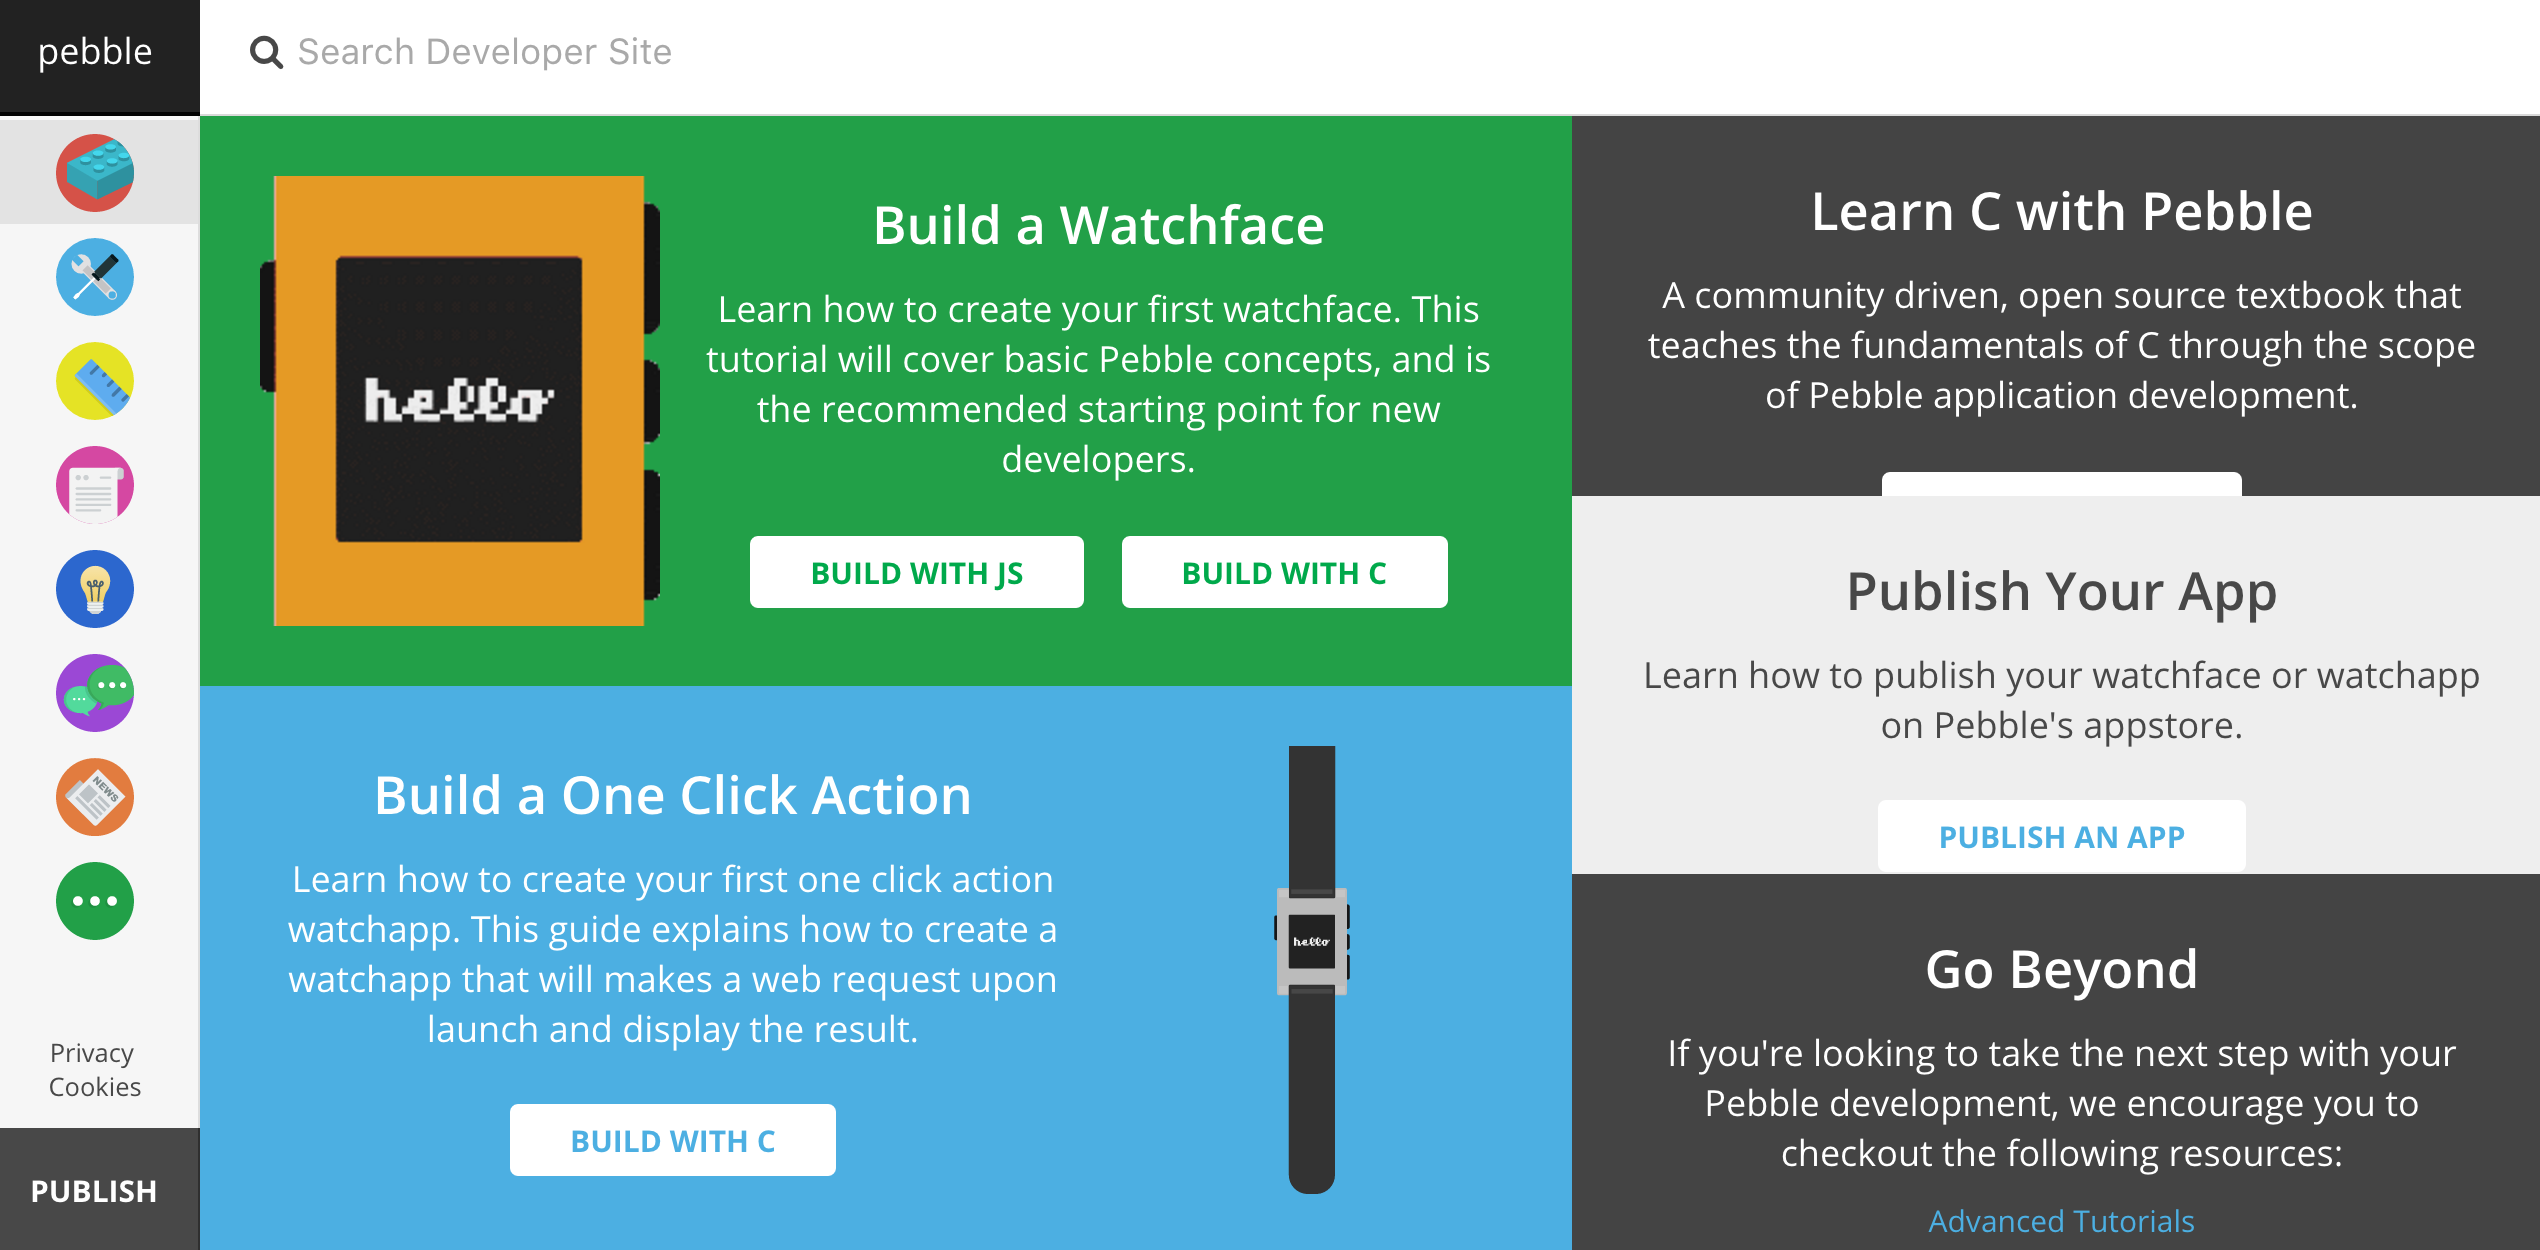 pebble
Search Developer Site
hello
Build a Watchface
Learn how to create your first watchface. This
tutorial will cover basic Pebble concepts, and is
the recommended starting point for new
developers.
BUILD WITH JS
BUILD WITH C
Build a One Click Action
Learn how to create your first one click action
watchapp. This guide explains how to create a
watchapp that will makes a web request upon
launch and display the result.
BUILD WITH C
hello
Learn C with Pebble
A community driven, open source textbook that
teaches the fundamentals of C through the scope
of Pebble application development.
Publish Your App
Learn how to publish your watchface or watchapp
on Pebble's appstore.
PUBLISH AN APP
Go Beyond
If you're looking to take the next step with your
Pebble development, we encourage you to
checkout the following resources:
Advanced Tutorials
NEWS
Privacy
Cookies
PUBLISH